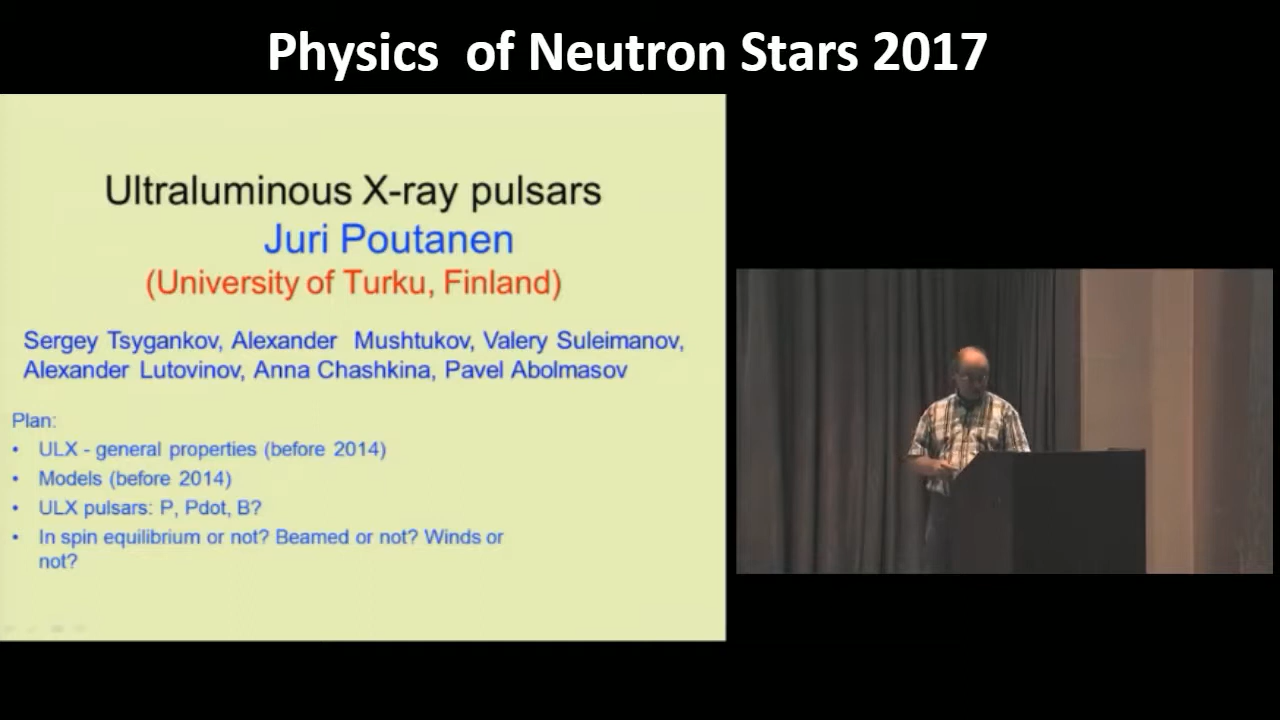 Physics of Neutron Stars 2017
Ultraluminous X-ray pulsars
Juri Poutanen
(University of Turku, Finland)
Sergey Tsygankov, Alexander Mushtukov, Valery Suleimanov,
Alexander Lutovinov, Anna Chashkina, Pavel Abolmasov
Plan:
• ULX - general properties (before 2014)
• Models (before 2014)
• ULX pulsars: P, Pdot, B?
• In spin equilibrium or not? Beamed or not? Winds or
not?